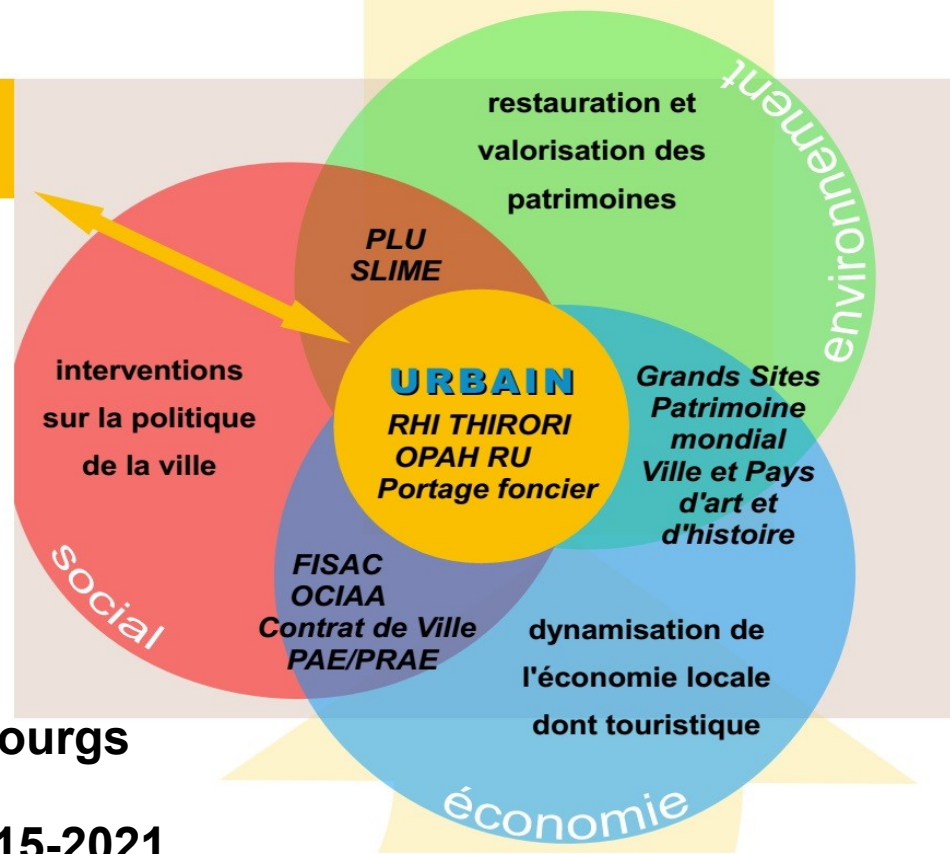 environnement
restauration et
valorisation des
patrimoines
PLU
SLIME
interventions
sur la politique
de la ville
URBAIN
RHI THIRORI
OPAH RU
Portage foncier
Grands Sites
Patrimoine
mondial
Ville et Pays
d'art et
d'histoire
social
FISAC
OCIAA
Contrat de Ville
PAE/PRAE
dynamisation de
l'économie locale
dont touristique
ourgs
économie
15-2021